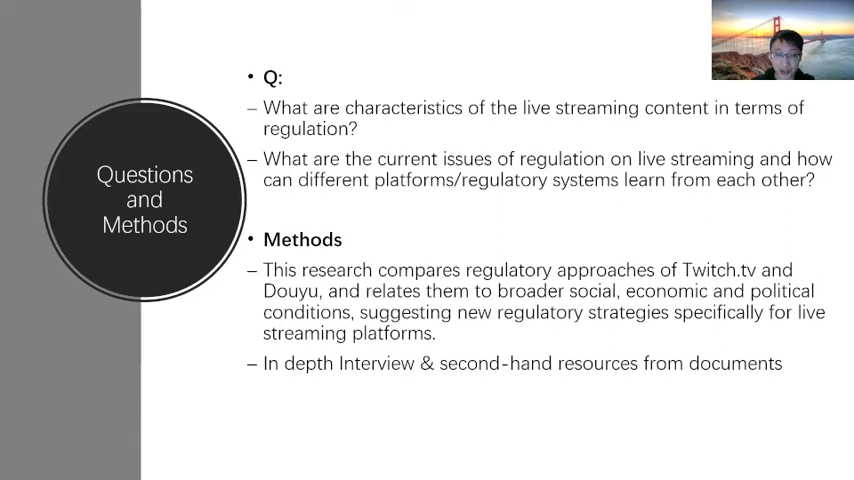 Questions
and
Methods
• Q:
– What are characteristics of the live streaming content in terms of
regulation?
– What are the current issues of regulation on live streaming and how
can different platforms/regulatory systems learn from each other?
• Methods
– This research compares regulatory approaches of Twitch.tv and
Douyu, and relates them to broader social, economic and political
conditions, suggesting new regulatory strategies specifically for live
streaming platforms.
– In depth Interview & second-hand resources from documents